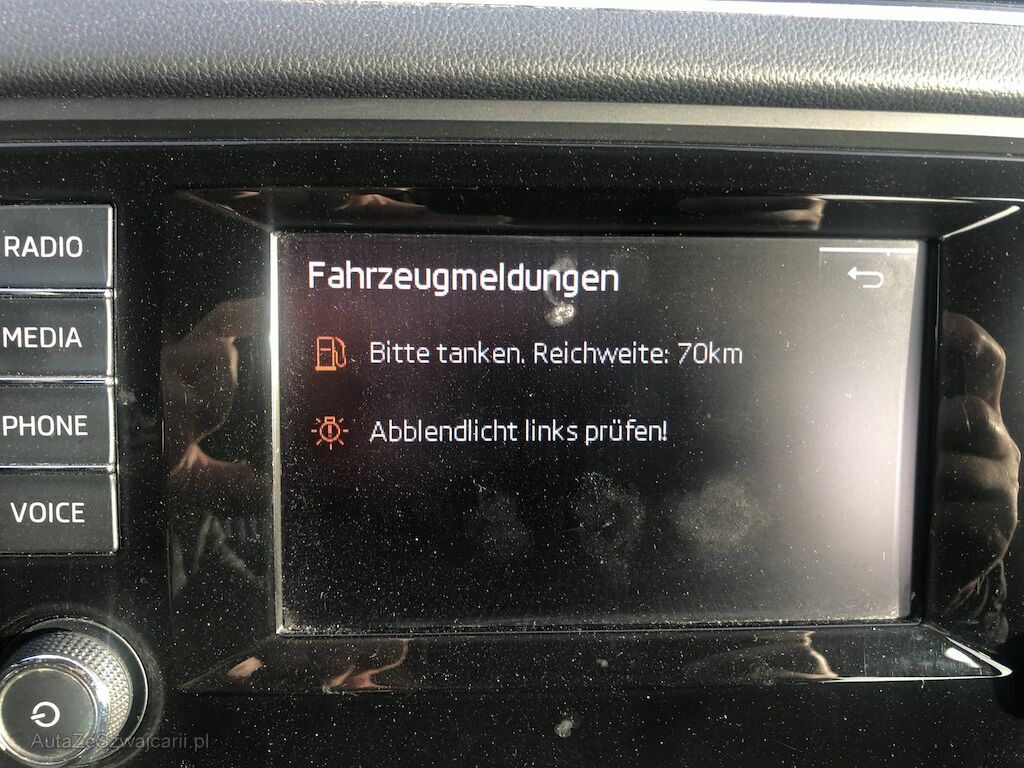 RADIO
MEDIA
PHONE
VOICE
Fahrzeugmeldungen
Bitte tanken. Reichweite: 70km
Abblendlicht links prüfen!
AutaZeSzwajcarii.pl